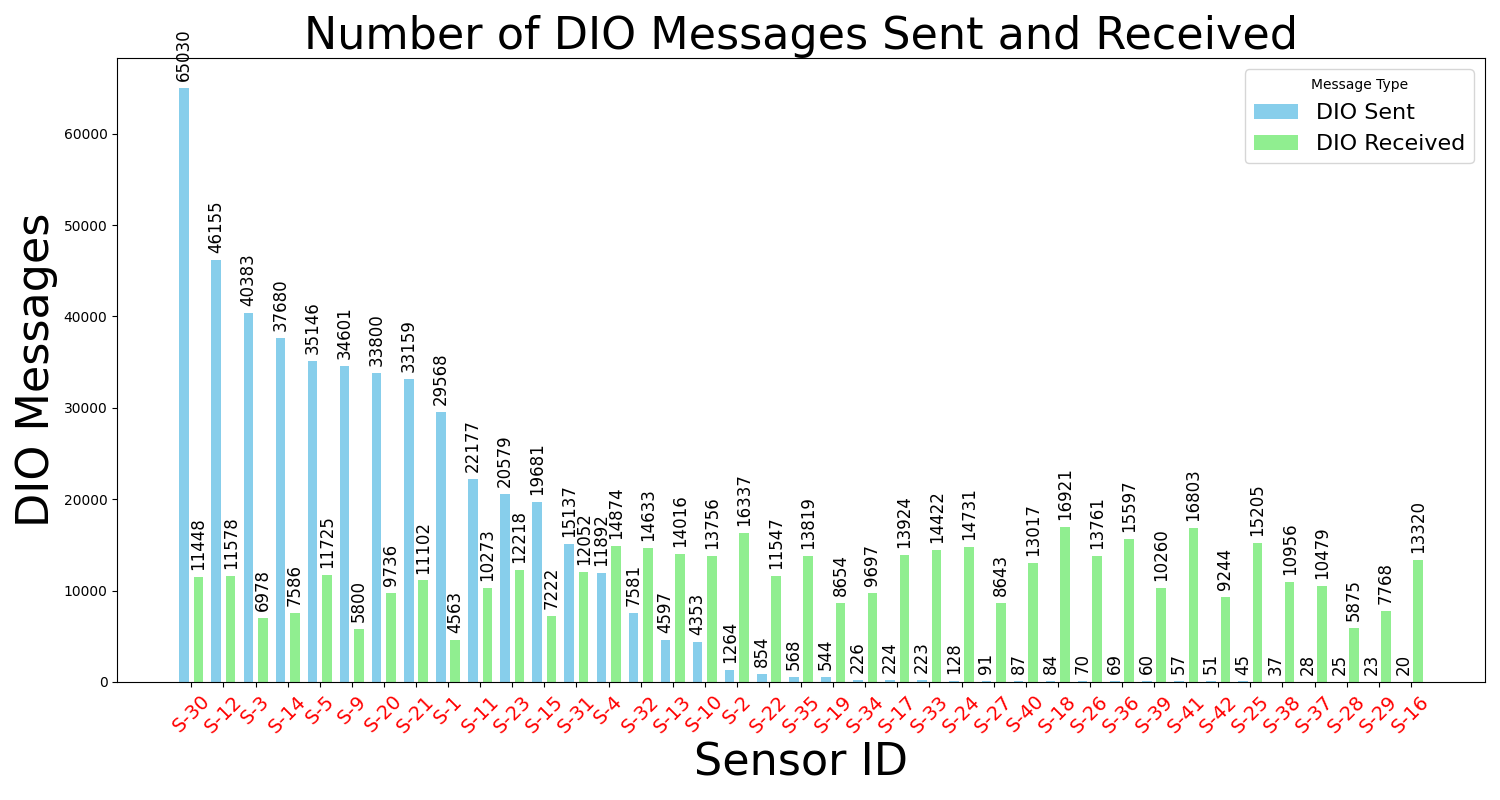 Number of DIO Messages Sent and Received
Message Type
DIO Sent
DIO Received
DIO Messages
60000
50000
40000
30000
20000
10000
0
65030
11448
46155
11578
40383
6978
37680
7586
35146
11725
34601
5800
33800
9736
33159
11102
29568
4563
22177
10273
20579
12218
19681
7222
15137
12052
11892
14874
7581
14633
4597
14016
4353
13756
1264
16337
854
11547
568
13819
544
8654
226
9697
224
13924
223
14422
128
14731
91
8643
87
13017
84
16921
70
13761
69
15597
60
10260
57
16803
51
9244
45
15205
37
10956
28
10479
25
5875
23
7768
20
13320
S-30
S-12
S-3
S-14
S-5
S-9
S-20
S-21
S-1
S-11
S-23
S-15
S-31
S-4
S-32
S-13
S-10
S-2
S-22
S-35
S-19
S-34
S-17
S-33
S-24
S-27
S-40
S-18
S-26
S-36
S-39
S-41
S-42
S-25
S-38
S-37
S-28
S-29
S-16
Sensor ID